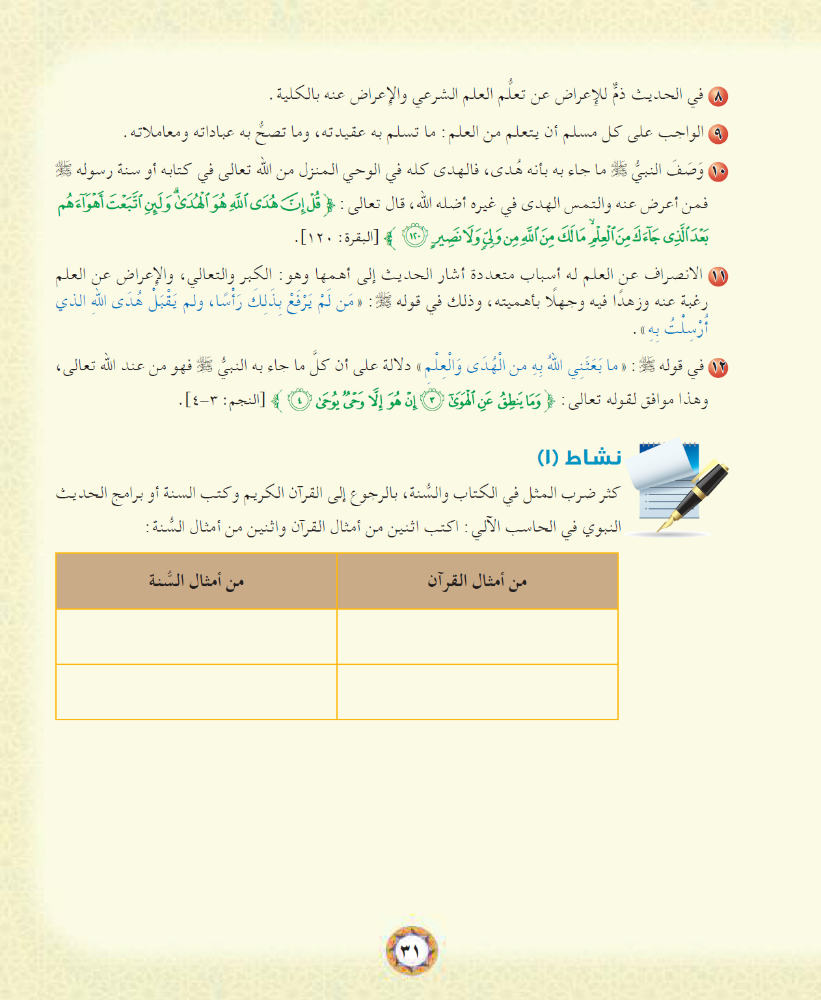 ٨ في الحديث ذمٌّ للإعراض عن تعلُّم العلم الشرعي والإعراض عنه بالكلية.
٩ الواجب على كل مسلم أن يتعلم من العلم: ما تسلم به عقيدته، وما تصحُّ به عباداته ومعاملاته.
١٠ وَصَفَ النبيُّ ﷺ ما جاء به بأنه هُدى، فالهدى كله في الوحي المنزل من الله تعالى في كتابه أو سنة رسوله ﷺ
فمن أعرض عنه والتمس الهدى في غيره أضله الله، قال تعالى: ﴿ قُلْ إِنَّ هُدَى ٱللَّهِ هُوَ ٱلْهُدَىٰۗ وَلَئِنِ ٱتَّبَعْتَ أَهْوَآءَهُم
بَعْدَ ٱلَّذِى جَآءَكَ مِنَ ٱلْعِلْمِۙ مَا لَكَ مِنَ ٱللَّهِ مِن وَلِىٍّ وَلَا نَصِيرٍ ١٢٠ ﴾ [البقرة: ١٢٠].
١١ الانصراف عن العلم له أسباب متعددة أشار الحديث إلى أهمها وهو: الكبر والتعالي، والإعراض عن العلم
رغبة عنه وزهدًا فيه وجهلًا بأهميته، وذلك في قوله ﷺ: «مَن لَمْ يَرْفَعْ بِذَلِكَ رَأْسًا، ولم يَقْبَلْ هُدَى اللهِ الذي
أُرْسِلْتُ بِهِ».
١٢ في قوله ﷺ: «ما بَعَثَنِي اللهُ بِهِ من الْهُدَى وَالْعِلْمِ» دلالة على أن كلَّ ما جاء به النبيُّ ﷺ فهو من عند الله تعالى،
وهذا موافق لقوله تعالى: ﴿ وَمَا يَنطِقُ عَنِ ٱلْهَوَىٰٓ ٣ إِنْ هُوَ إِلَّا وَحْىٌ يُوحَىٰ ٤ ﴾ [النجم: ٣–٤].
نشاط (١)
كثر ضرب المثل في الكتاب والسُّنة، بالرجوع إلى القرآن الكريم وكتب السنة أو برامج الحديث
النبوي في الحاسب الآلي: اكتب اثنين من أمثال القرآن واثنين من أمثال السُّنة:
من أمثال القرآن
من أمثال السُّنة
٣١